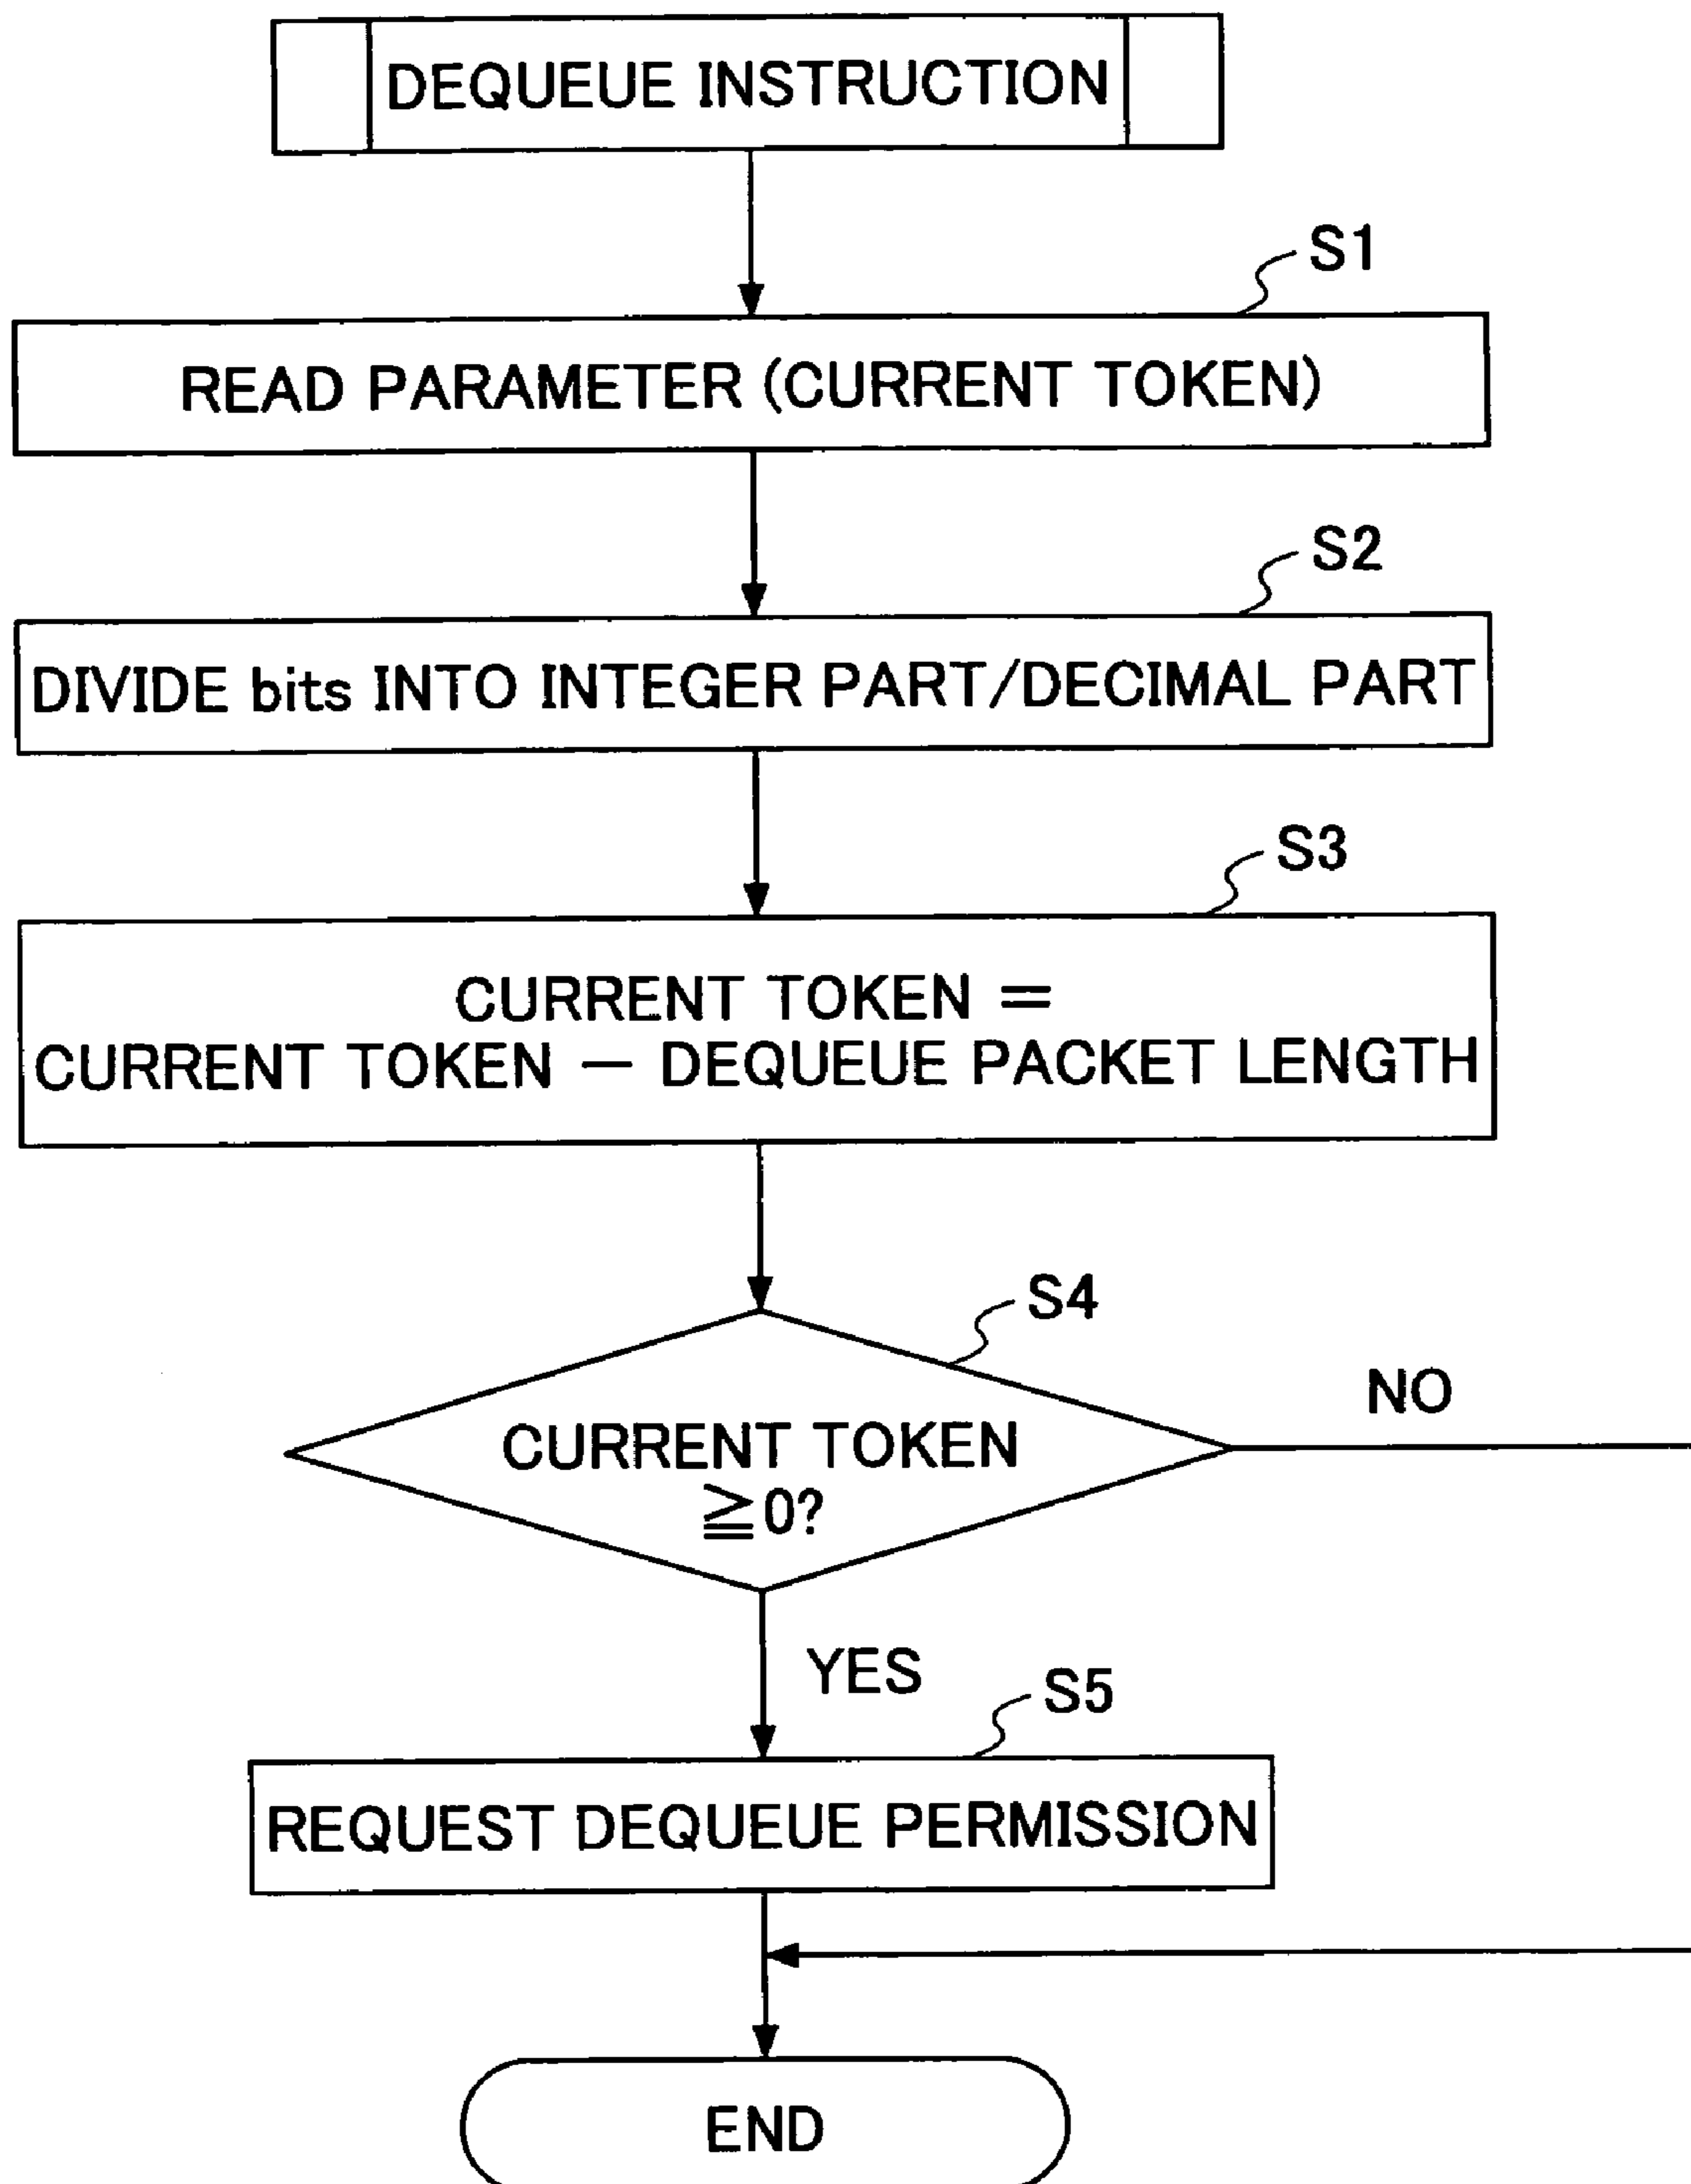 DEQUEUE INSTRUCTION
S1
READ PARAMETER (CURRENT TOKEN)
S2
DIVIDE bits INTO INTEGER PART/DECIMAL PART
S3
CURRENT TOKEN =
CURRENT TOKEN − DEQUEUE PACKET LENGTH
S4
NO
CURRENT TOKEN
≧0?
YES
S5
REQUEST DEQUEUE PERMISSION
END